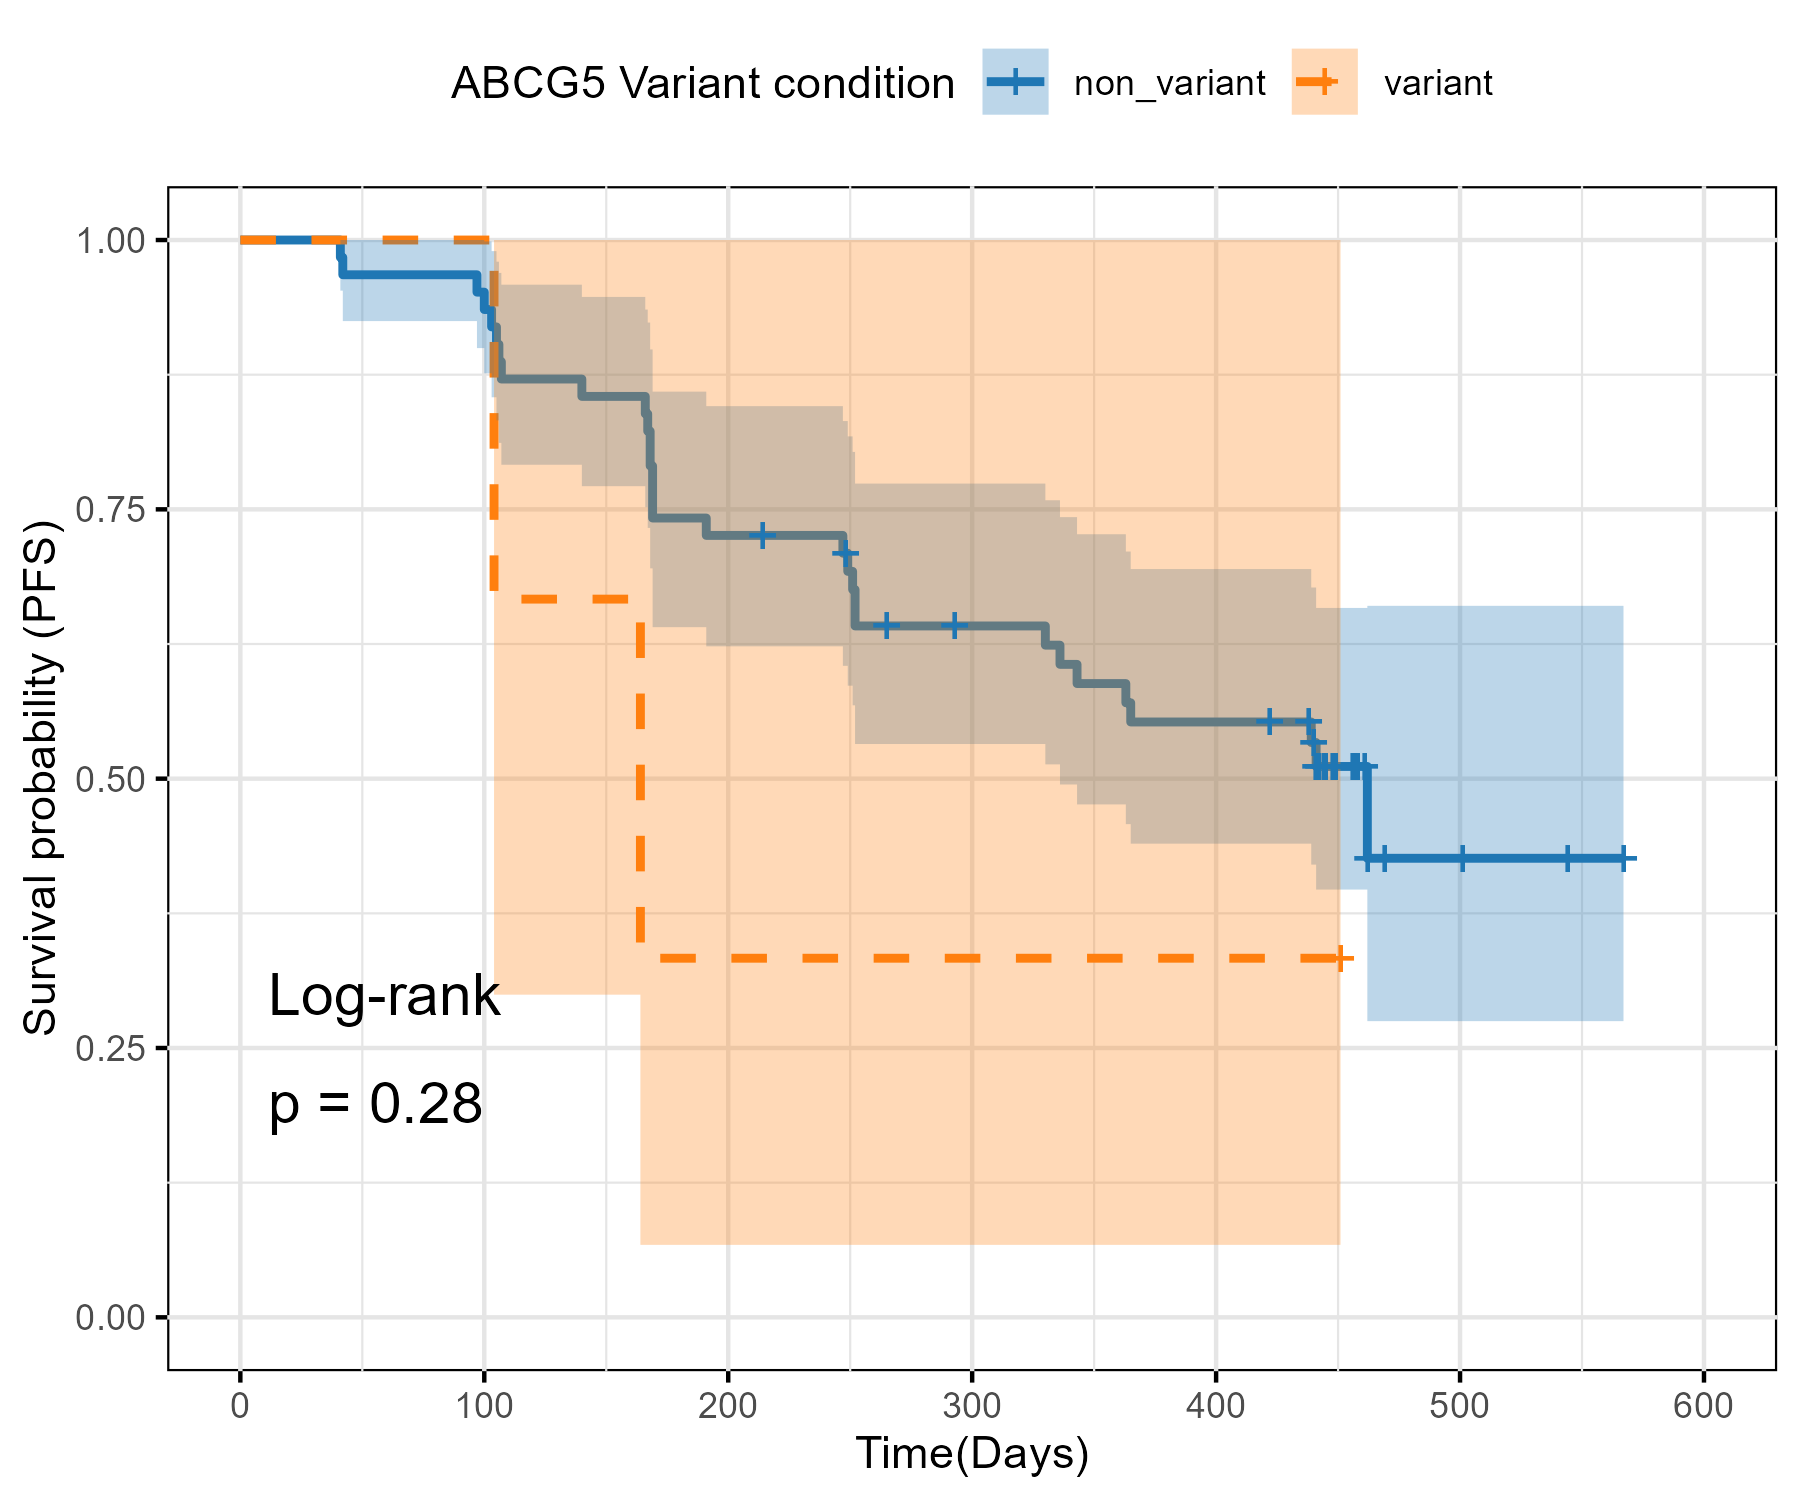 ABCG5 Variant condition non_variant variant
Survival probability (PFS)
1.00
0.75
0.50
0.25
0.00
Log-rank
p = 0.28
0 100 200 300 400 500 600
Time(Days)